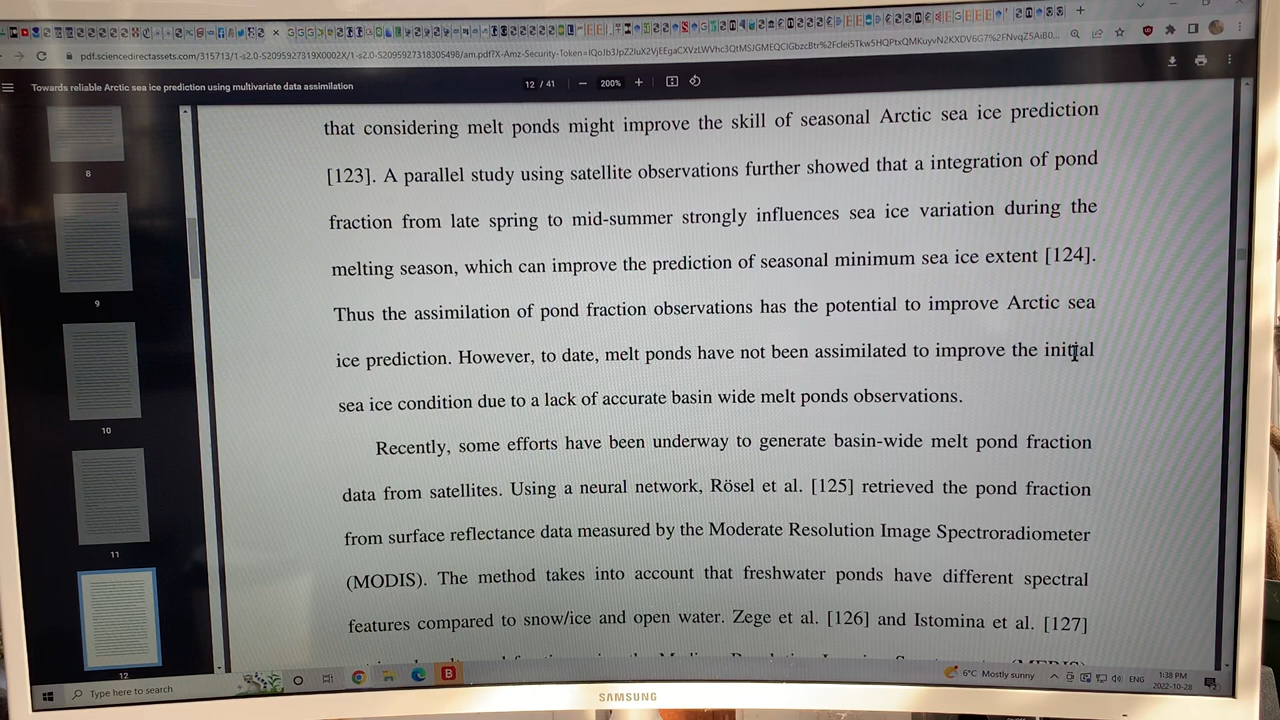 pdf.sciencedirectassets.com/315713/1-s2.0-S209592731
Towards reliable Arctic sea ice prediction using multivariate data assimilation
12 / 41
200%
8
9
10
11
12
that considering melt ponds might improve the skill of seasonal Arctic sea ice prediction
[123]. A parallel study using satellite observations further showed that a integration of pond
fraction from late spring to mid-summer strongly influences sea ice variation during the
melting season, which can improve the prediction of seasonal minimum sea ice extent [124].
Thus the assimilation of pond fraction observations has the potential to improve Arctic sea
ice prediction. However, to date, melt ponds have not been assimilated to improve the initial
sea ice condition due to a lack of accurate basin wide melt ponds observations.
Recently, some efforts have been underway to generate basin-wide melt pond fraction
data from satellites. Using a neural network, Rösel et al. [125] retrieved the pond fraction
from surface reflectance data measured by the Moderate Resolution Image Spectroradiometer
(MODIS). The method takes into account that freshwater ponds have different spectral
features compared to snow/ice and open water. Zege et al. [126] and Istomina et al. [127]
Type here to search
B
6°C Mostly sunny
ENG
1:38 PM
2022-10-28
SAMSUNG